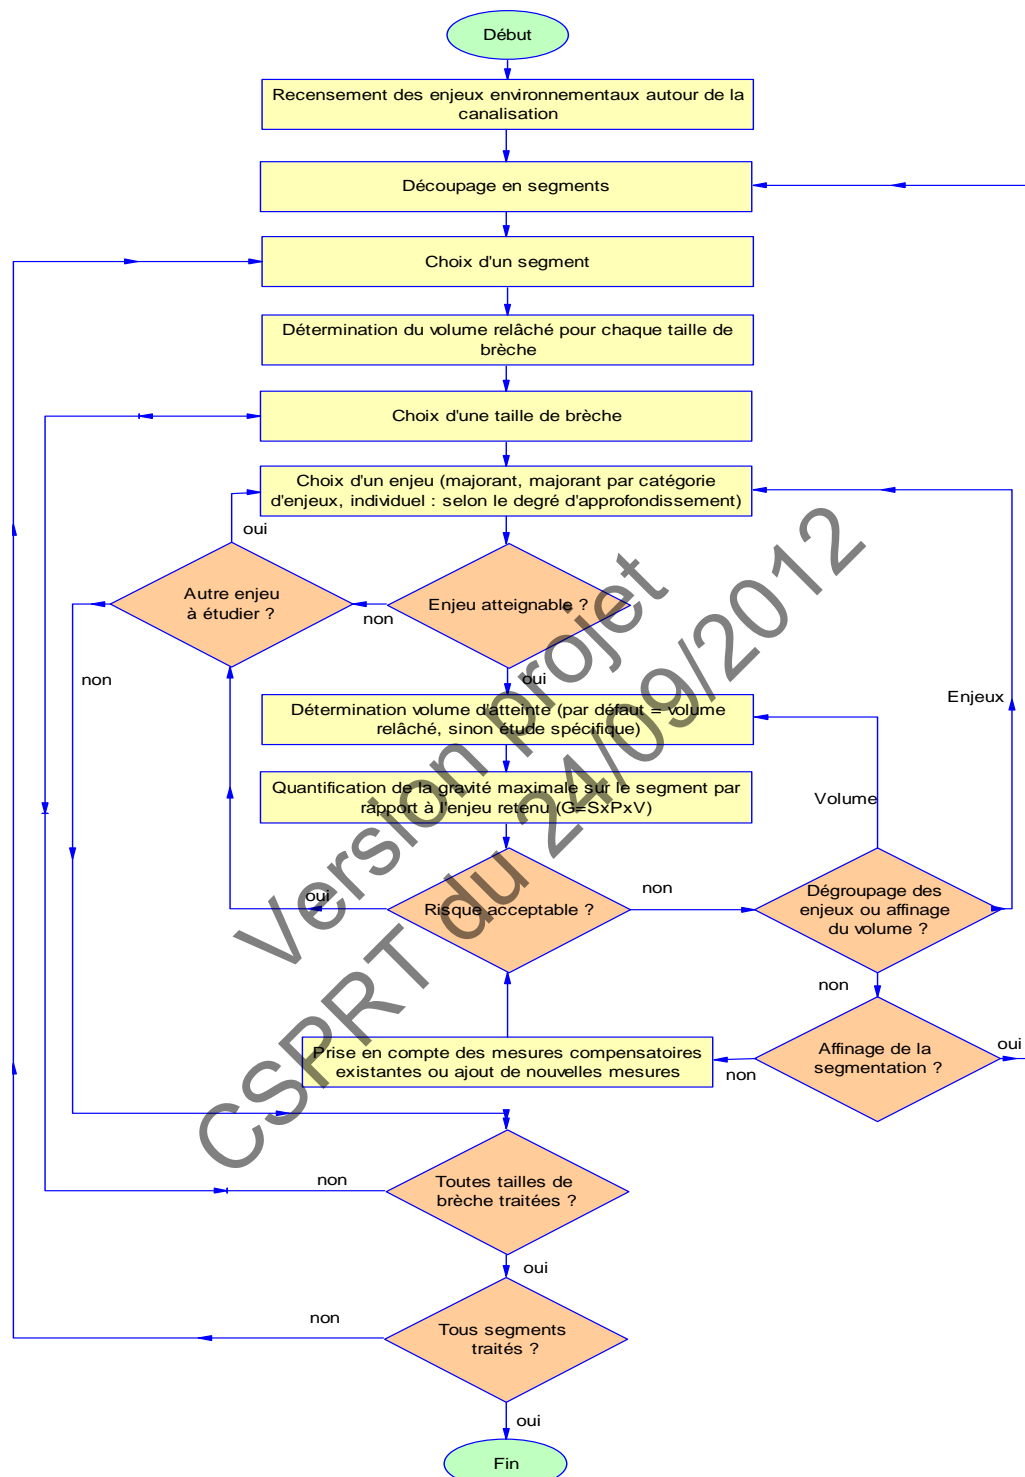 Début
Recensement des enjeux environnementaux autour de la
canalisation
Découpage en segments
Choix d'un segment
Détermination du volume relâché pour chaque taille de
brèche
Choix d'une taille de brèche
Choix d'un enjeu (majorant, majorant par catégorie
d'enjeux, individuel : selon le degré d'approfondissement)
oui
Autre enjeu
à étudier ?
non
Enjeu atteignable ?
non
oui
Détermination volume d'atteinte (par défaut = volume
relâché, sinon étude spécifique)
Enjeux
Quantification de la gravité maximale sur le segment par
rapport à l'enjeu retenu (G=SxPxV)
Volume
oui
Risque acceptable ?
non
Dégroupage des
enjeux ou affinage
du volume ?
non
Affinage de la
segmentation ?
oui
non
Prise en compte des mesures compensatoires
existantes ou ajout de nouvelles mesures
Toutes tailles de
brèche traitées ?
non
oui
Tous segments
traités ?
non
oui
Fin
Version projet
CSPRT du 24/09/2012